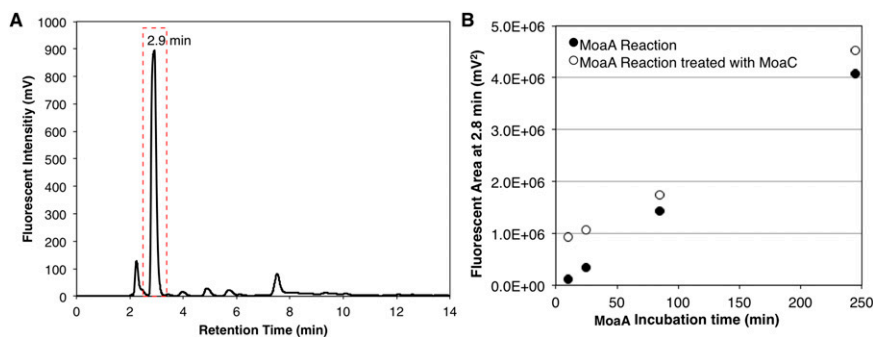 A
2.9 min
1000
900
800
700
600
500
400
300
200
100
0
Fluorescent Intensitiy (mV)
0 2 4 6 8 10 12 14
Retention Time (min)
B
MoaA Reaction
MoaA Reaction treated with MoaC
5.0E+06
4.0E+06
3.0E+06
2.0E+06
1.0E+06
0.0E+06
Fluorescent Area at 2.8 min (mV²)
0 50 100 150 200 250
MoaA Incubation time (min)